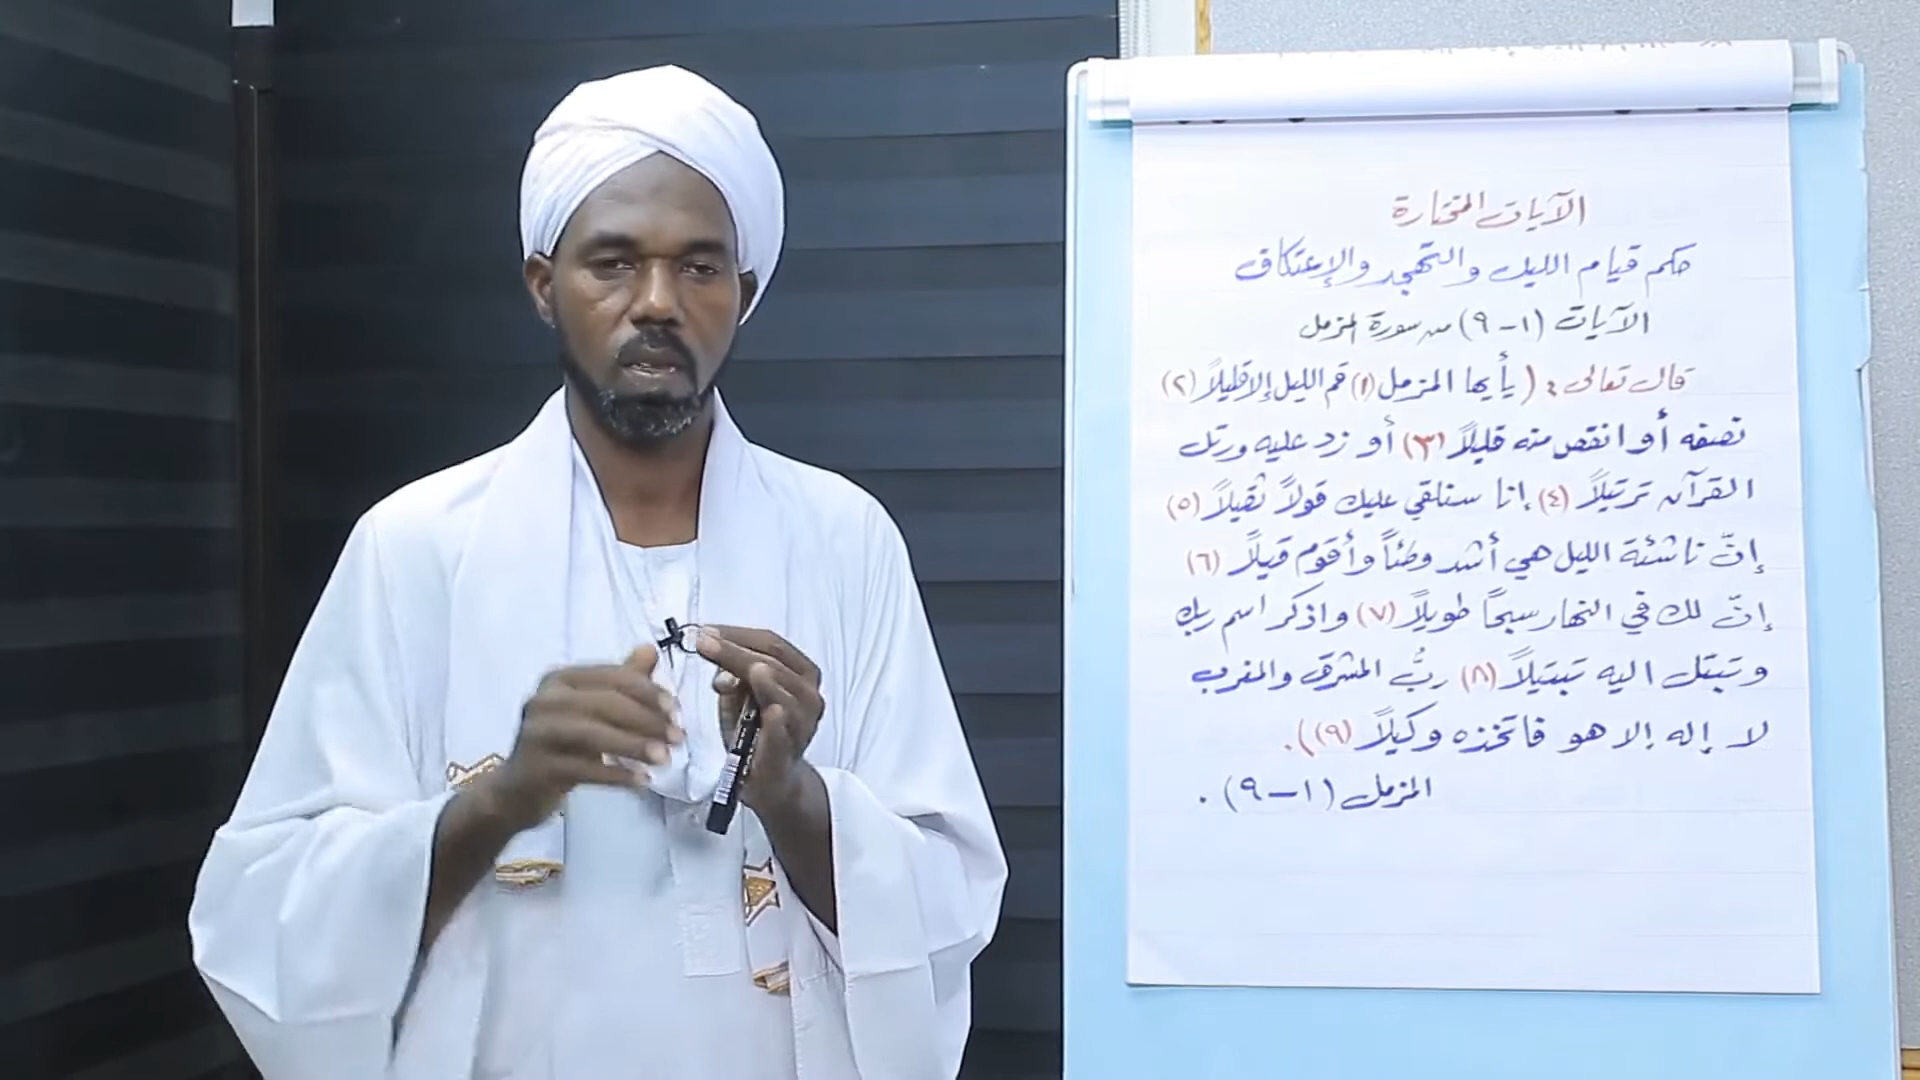 الآيات المختارة
حكم قيام الليل والتهجد والإعتكاف
الآيات (١-٩) من سورة المزمل
قال تعالى: (يأيها المزمل (١) قم الليل إلا قليلاً (٢)
نصفه أو انقص منه قليلاً (٣) أو زد عليه ورتل
القرآن ترتيلاً (٤) إنا سنلقي عليك قولاً ثقيلاً (٥)
إنّ ناشئة الليل هي أشد وطئاً وأقوم قيلاً (٦)
إنّ لك في النهار سبحاً طويلاً (٧) واذكر اسم ربك
وتبتل اليه تبتيلاً (٨) ربُّ المشرق والمغرب
لا إله إلا هو فاتخذه وكيلاً (٩)).
المزمل (١-٩).